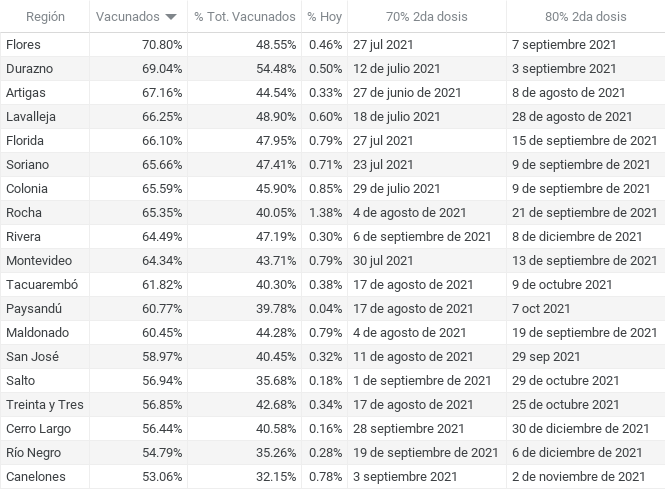 Región Vacunados % Tot. Vacunados % Hoy 70% 2da dosis 80% 2da dosis
Flores 70.80% 48.55% 0.46% 27 jul 2021 7 septiembre 2021
Durazno 69.04% 54.48% 0.50% 12 de julio 2021 3 septiembre 2021
Artigas 67.16% 44.54% 0.33% 27 de junio de 2021 8 de agosto de 2021
Lavalleja 66.25% 48.90% 0.60% 18 de julio 2021 28 de agosto de 2021
Florida 66.10% 47.95% 0.79% 27 jul 2021 15 de septiembre de 2021
Soriano 65.66% 47.41% 0.71% 23 jul 2021 9 de septiembre de 2021
Colonia 65.59% 45.90% 0.85% 29 de julio 2021 9 de septiembre de 2021
Rocha 65.35% 40.05% 1.38% 4 de agosto de 2021 21 de septiembre de 2021
Rivera 64.49% 47.19% 0.30% 6 de septiembre de 2021 8 de diciembre de 2021
Montevideo 64.34% 43.71% 0.79% 30 jul 2021 13 de septiembre de 2021
Tacuarembó 61.82% 40.30% 0.38% 17 de agosto de 2021 9 de octubre 2021
Paysandú 60.77% 39.78% 0.04% 17 de agosto de 2021 7 oct 2021
Maldonado 60.45% 44.28% 0.79% 4 de agosto de 2021 19 de septiembre de 2021
San José 58.97% 40.45% 0.32% 11 de agosto de 2021 29 sep 2021
Salto 56.94% 35.68% 0.18% 1 de septiembre de 2021 29 de octubre 2021
Treinta y Tres 56.85% 42.68% 0.34% 17 de agosto de 2021 25 de octubre 2021
Cerro Largo 56.44% 40.58% 0.16% 28 septiembre 2021 30 de diciembre de 2021
Río Negro 54.79% 35.26% 0.28% 19 de septiembre de 2021 6 de diciembre de 2021
Canelones 53.06% 32.15% 0.78% 3 septiembre 2021 2 de noviembre de 2021